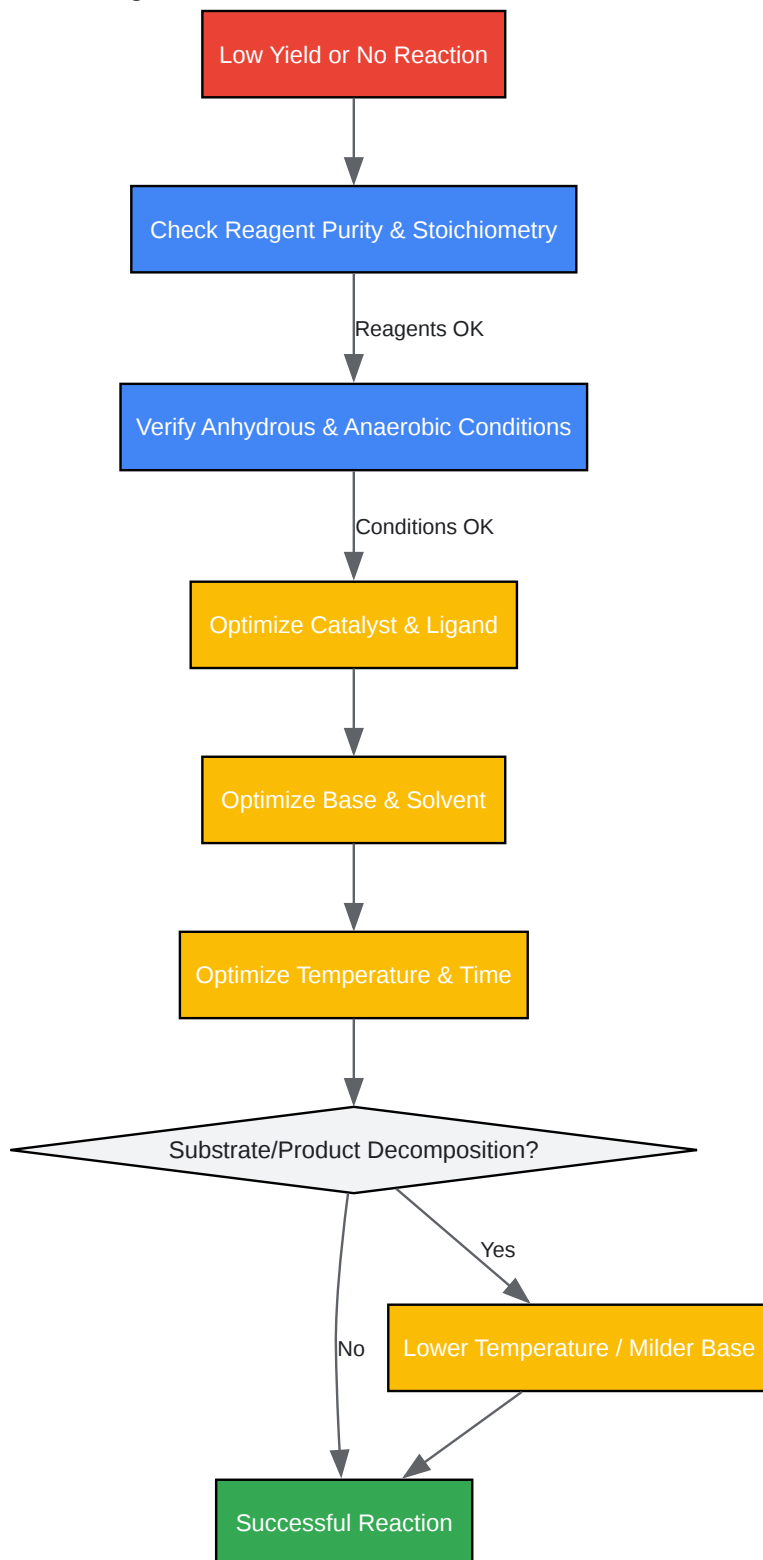 Low Yield or No Reaction
Check Reagent Purity & Stoichiometry
Reagents OK
Verify Anhydrous & Anaerobic Conditions
Conditions OK
Optimize Catalyst & Ligand
Optimize Base & Solvent
Optimize Temperature & Time
Substrate/Product Decomposition?
Yes
No
Lower Temperature / Milder Base
Successful Reaction